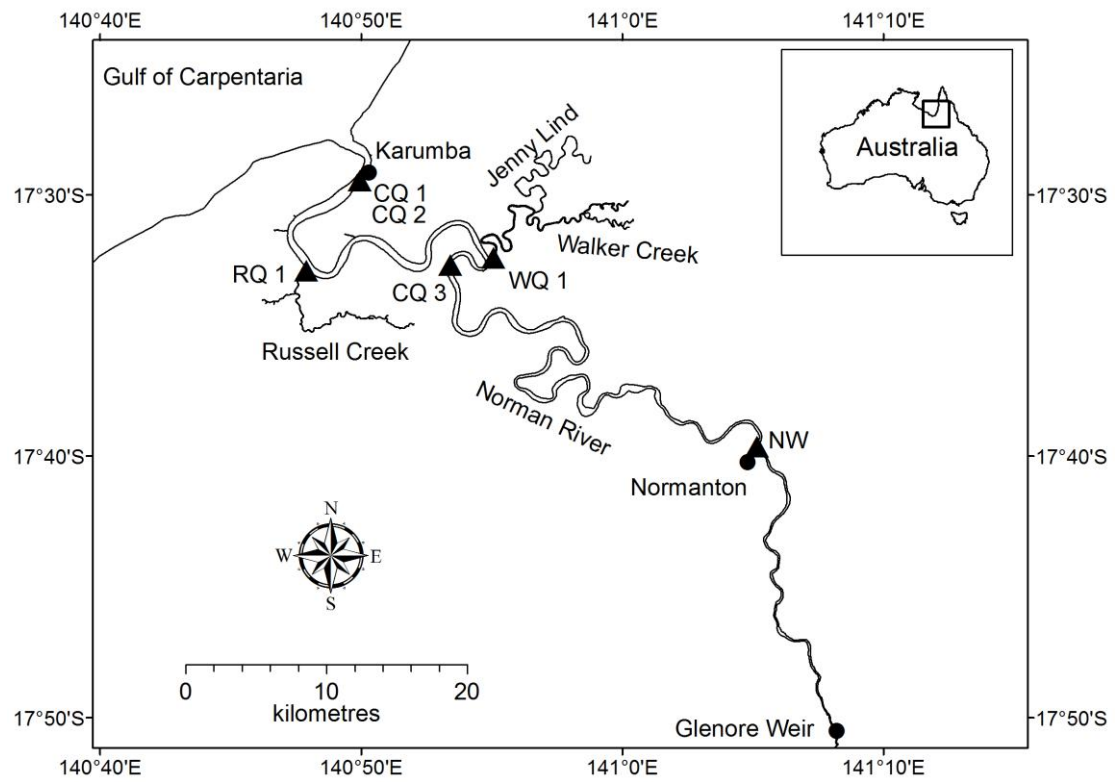 140°40'E 140°50'E 141°0'E 141°10'E
Gulf of Carpentaria
Karumba
Jenny Lind
Australia
17°30'S 17°30'S
CQ 1
CQ 2
Walker Creek
RQ 1
CQ 3
WQ 1
Russell Creek
Norman River
NW
17°40'S 17°40'S
Normanton
N
W E
S
0 10 20
kilometres
Glenore Weir
17°50'S 17°50'S
140°40'E 140°50'E 141°0'E 141°10'E